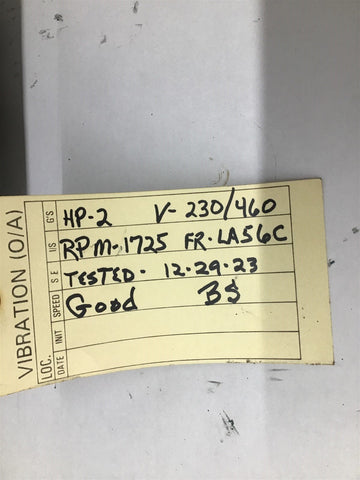 HP-2 V-230/460
RPM-1725 FR-LA56C
TESTED- 12-29-23
Good BS
VIBRATION (O/A)
LOC. SPEED S.E I/S G'S
DATE INIT